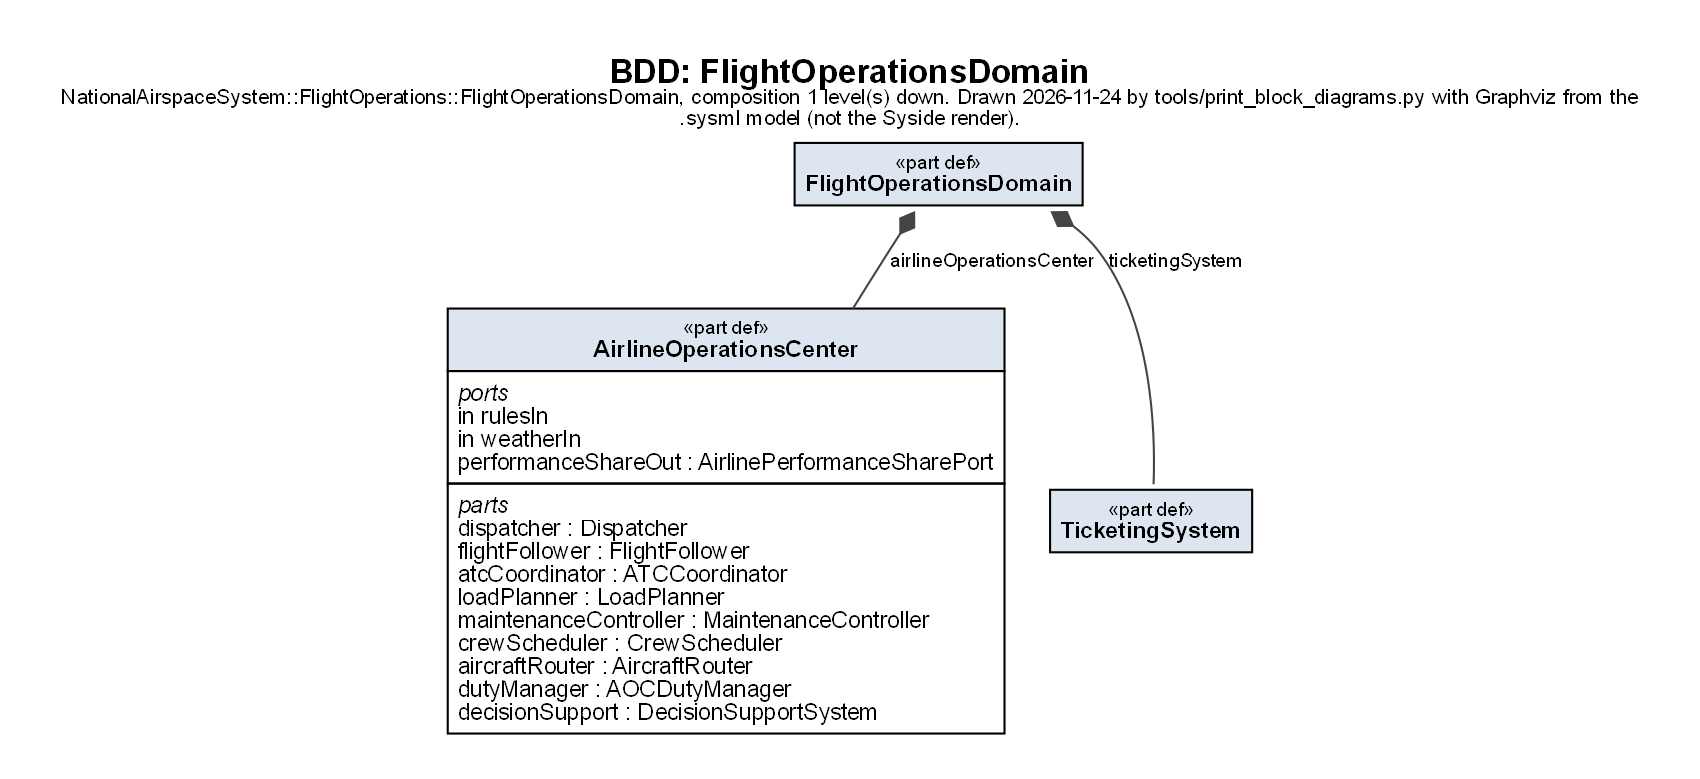 BDD: FlightOperationsDomain
NationalAirspaceSystem::FlightOperations::FlightOperationsDomain, composition 1 level(s) down. Drawn 2026-11-24 by tools/print_block_diagrams.py with Graphviz from the
.sysml model (not the Syside render).
«part def»
FlightOperationsDomain
airlineOperationsCenter
ticketingSystem
«part def»
AirlineOperationsCenter
ports
in rulesIn
in weatherIn
performanceShareOut : AirlinePerformanceSharePort
parts
dispatcher : Dispatcher
flightFollower : FlightFollower
atcCoordinator : ATCCoordinator
loadPlanner : LoadPlanner
maintenanceController : MaintenanceController
crewScheduler : CrewScheduler
aircraftRouter : AircraftRouter
dutyManager : AOCDutyManager
decisionSupport : DecisionSupportSystem
«part def»
TicketingSystem